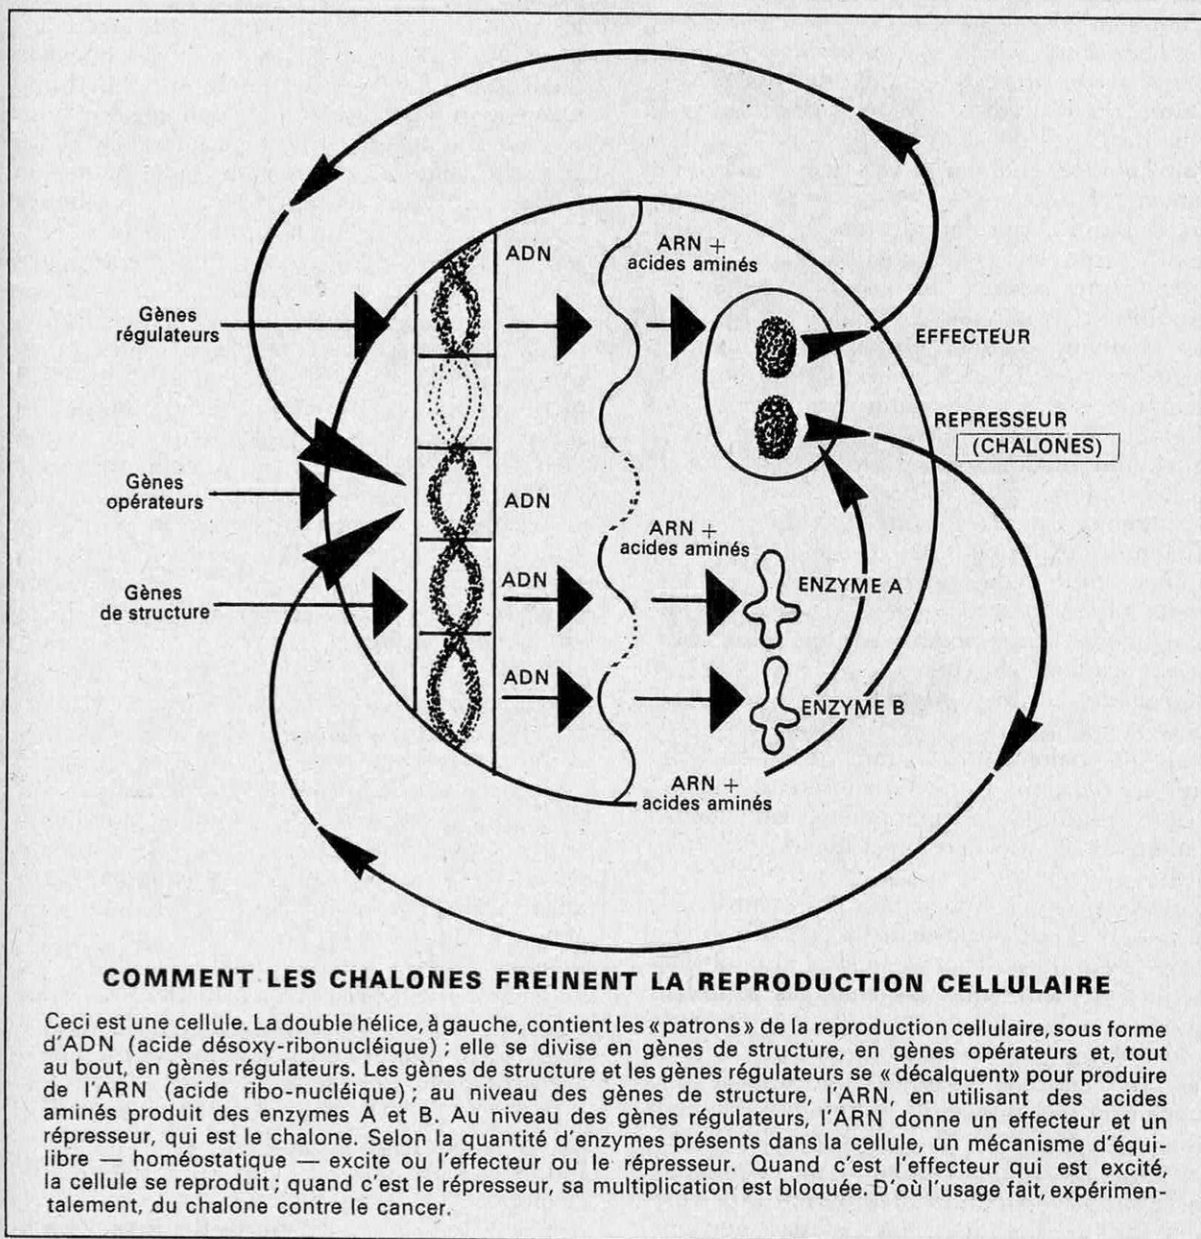 ADN
ARN +
acides aminés
Gènes
régulateurs
EFFECTEUR
REPRESSEUR
(CHALONES)
Gènes
opérateurs
ADN
ARN +
acides aminés
Gènes
de structure
ADN
ENZYME A
ADN
ENZYME B
ARN +
acides aminés
COMMENT LES CHALONES FREINENT LA REPRODUCTION CELLULAIRE
Ceci est une cellule. La double hélice, à gauche, contient les «patrons» de la reproduction cellulaire, sous forme
d'ADN (acide désoxy-ribonucléique) ; elle se divise en gènes de structure, en gènes opérateurs et, tout
au bout, en gènes régulateurs. Les gènes de structure et les gènes régulateurs se « décalquent» pour produire
de l'ARN (acide ribo-nucléique) ; au niveau des gènes de structure, l'ARN, en utilisant des acides
aminés produit des enzymes A et B. Au niveau des gènes régulateurs, l'ARN donne un effecteur et un
répresseur, qui est le chalone. Selon la quantité d'enzymes présents dans la cellule, un mécanisme d'équi-
libre — homéostatique — excite ou l'effecteur ou le répresseur. Quand c'est l'effecteur qui est excité,
la cellule se reproduit ; quand c'est le répresseur, sa multiplication est bloquée. D'où l'usage fait, expérimen-
talement, du chalone contre le cancer.